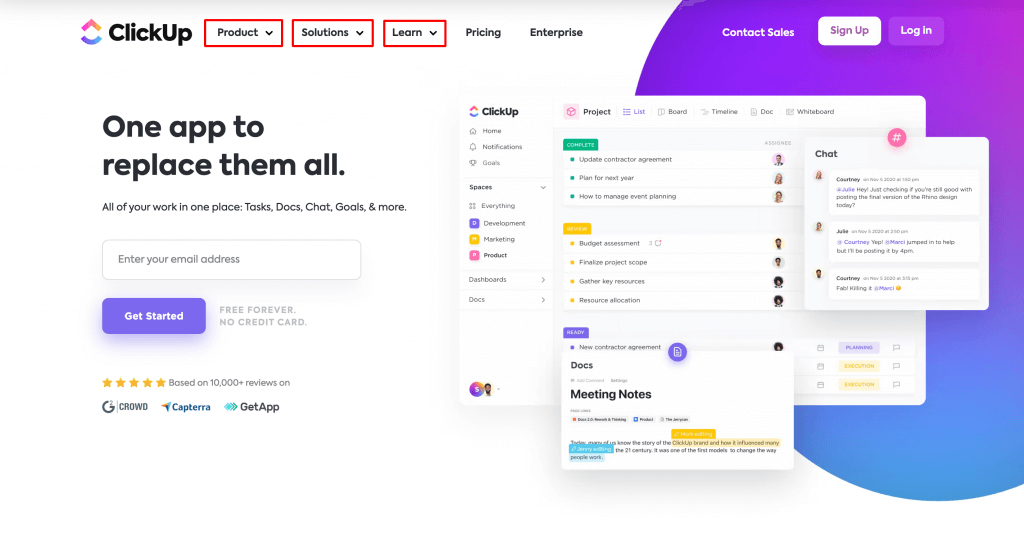 ClickUp
Product
Solutions
Learn
Pricing
Enterprise
Contact Sales
Sign Up
Log In
One app to
replace them all.
All of your work in one place: Tasks, Docs, Chat, Goals, & more.
Enter your email address
Get Started
FREE FOREVER.
NO CREDIT CARD.
Based on 10,000+ reviews on
G2 CROWD
Capterra
GetApp
ClickUp
Home
Notifications
Goals
Spaces
Everything
D Development
M Marketing
P Product
Dashboards
Docs
S
Project
List
Board
Timeline
Doc
Whiteboard
COMPLETE
ASSIGNEE
Update contractor agreement
Plan for next year
How to manage event planning
REVIEW
Budget assessment 3
Finalize project scope
Gather key resources
Resource allocation
READY
New contractor agreement
PLANNING
EXECUTION
EXECUTION
#
Chat
Courtney on Nov 5 2020 at 1:50 pm
@Julie Hey! Just checking if you're still good with
posting the final version of the Rhino design
today?
Julie on Nov 5 2020 at 2:50 pm
@ Courtney Yep! @Marci jumped in to help
but I'll be posting it by 4pm.
Courtney on Nov 5 2020 at 3:15 pm
Fab! Killing it @Marci
Docs
Add Comment Settings
Meeting Notes
PAGE LINKS
Docs 2.0: Rework & Thinking
Product
The Jerrycan
editing
Today, many of us know the story of the ClickUp brand and how it influenced many
Jenny editing
the 21 century. It was one of the first models to change the way
people work.